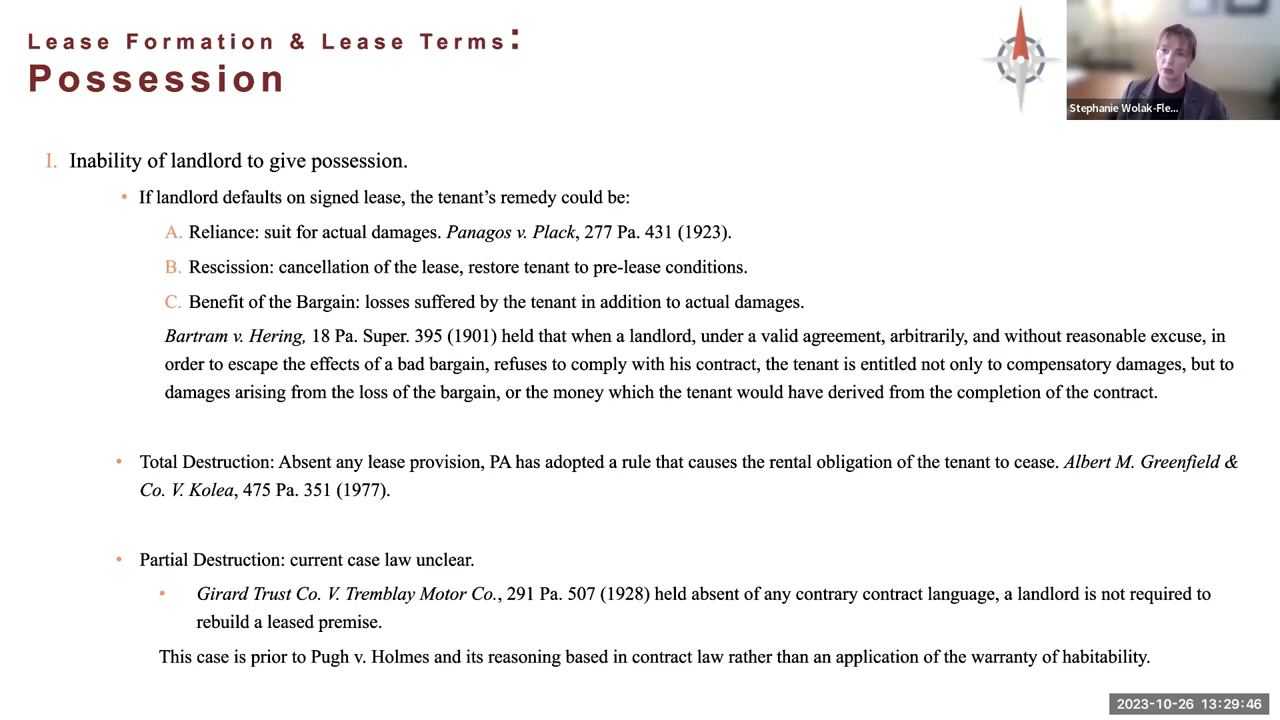 Lease Formation & Lease Terms:
Possession
Stephanie Wolak-Fle...
I. Inability of landlord to give possession.
• If landlord defaults on signed lease, the tenant's remedy could be:
A. Reliance: suit for actual damages. Panagos v. Plack, 277 Pa. 431 (1923).
B. Rescission: cancellation of the lease, restore tenant to pre-lease conditions.
C. Benefit of the Bargain: losses suffered by the tenant in addition to actual damages.
Bartram v. Hering, 18 Pa. Super. 395 (1901) held that when a landlord, under a valid agreement, arbitrarily, and without reasonable excuse, in
order to escape the effects of a bad bargain, refuses to comply with his contract, the tenant is entitled not only to compensatory damages, but to
damages arising from the loss of the bargain, or the money which the tenant would have derived from the completion of the contract.
• Total Destruction: Absent any lease provision, PA has adopted a rule that causes the rental obligation of the tenant to cease. Albert M. Greenfield &
Co. V. Kolea, 475 Pa. 351 (1977).
• Partial Destruction: current case law unclear.
• Girard Trust Co. V. Tremblay Motor Co., 291 Pa. 507 (1928) held absent of any contrary contract language, a landlord is not required to
rebuild a leased premise.
This case is prior to Pugh v. Holmes and its reasoning based in contract law rather than an application of the warranty of habitability.
2023-10-26 13:29:46